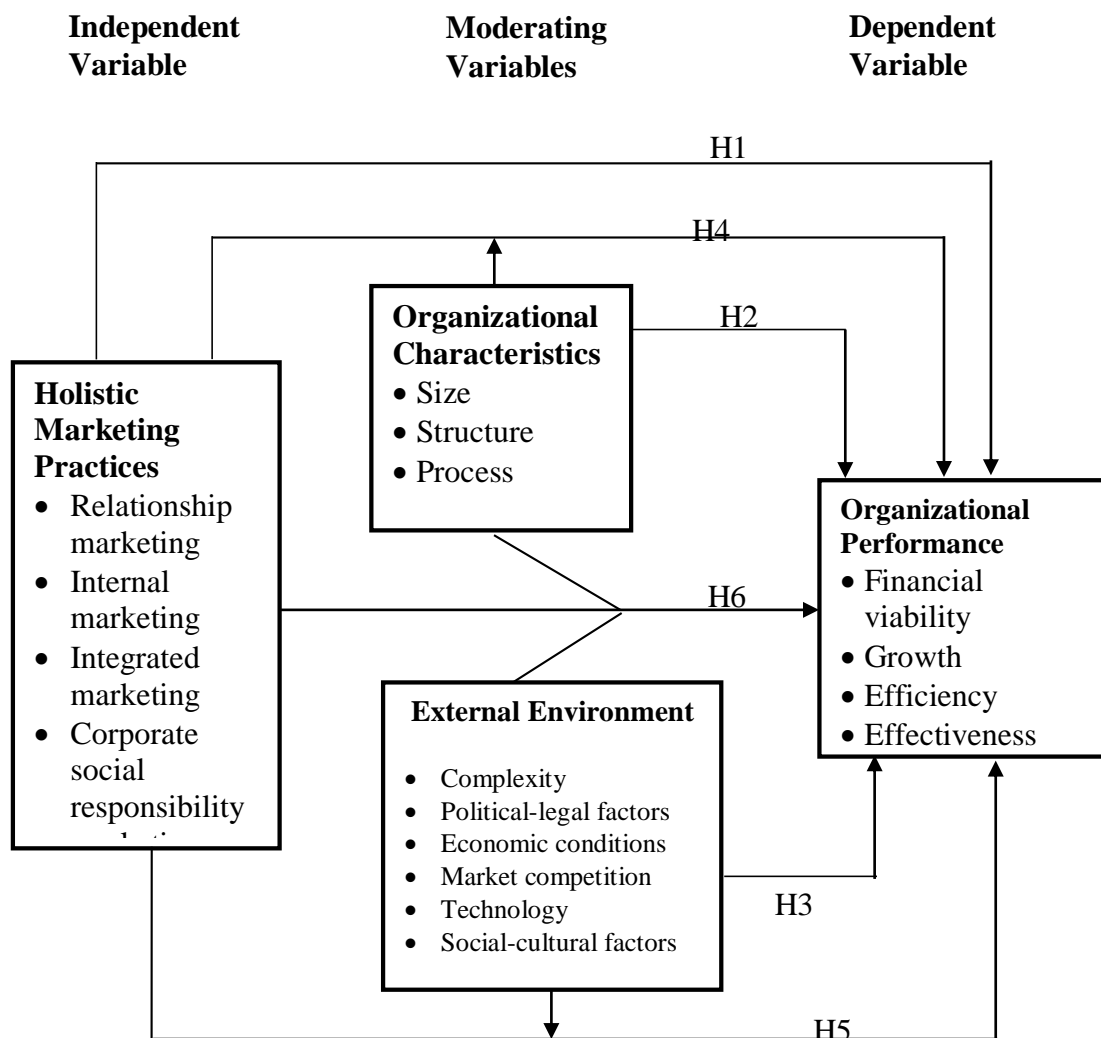 Independent
Variable
Moderating
Variables
Dependent
Variable
H1
H4
H2
Organizational
Characteristics
• Size
• Structure
• Process
Holistic
Marketing
Practices
• Relationship
marketing
• Internal
marketing
• Integrated
marketing
• Corporate
social
responsibility
H6
Organizational
Performance
• Financial
viability
• Growth
• Efficiency
• Effectiveness
External Environment
• Complexity
• Political-legal factors
• Economic conditions
• Market competition
• Technology
• Social-cultural factors
H3
H5